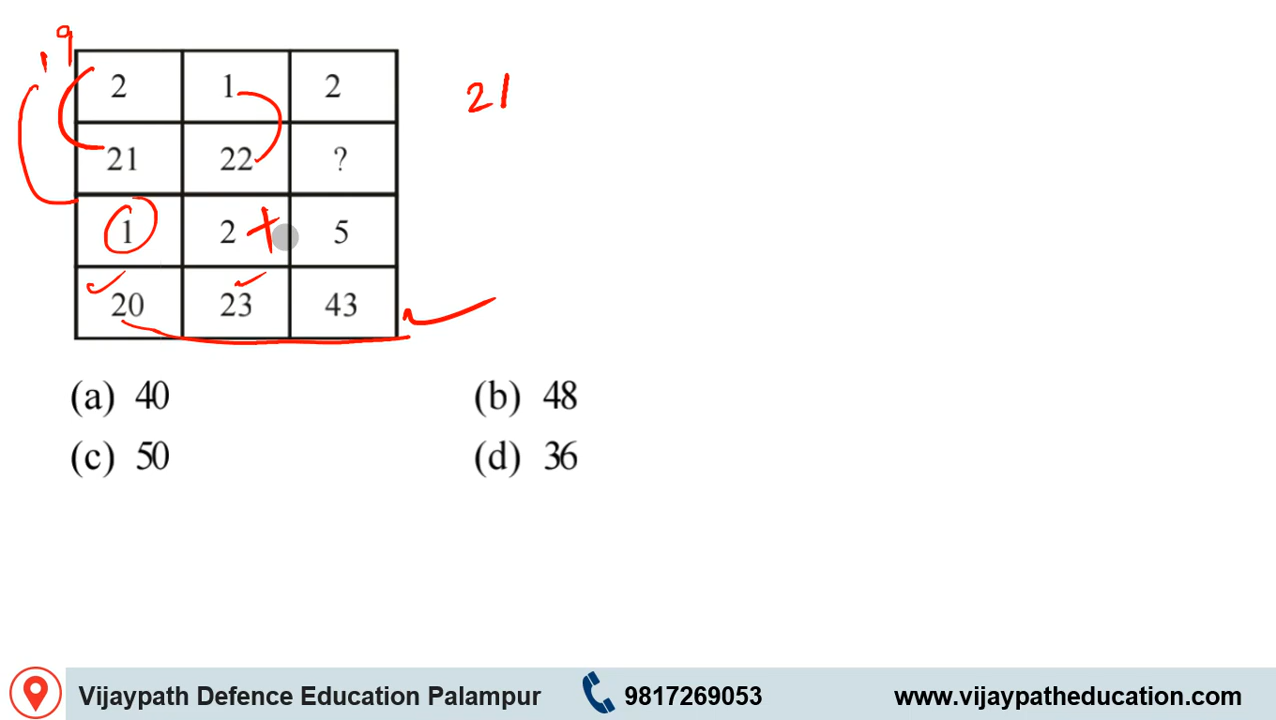 19
2 1 2
21
21 22 ?
1 2 + 5
20 23 43
(a) 40 (b) 48
(c) 50 (d) 36
Vijaypath Defence Education Palampur 9817269053 www.vijaypatheducation.com